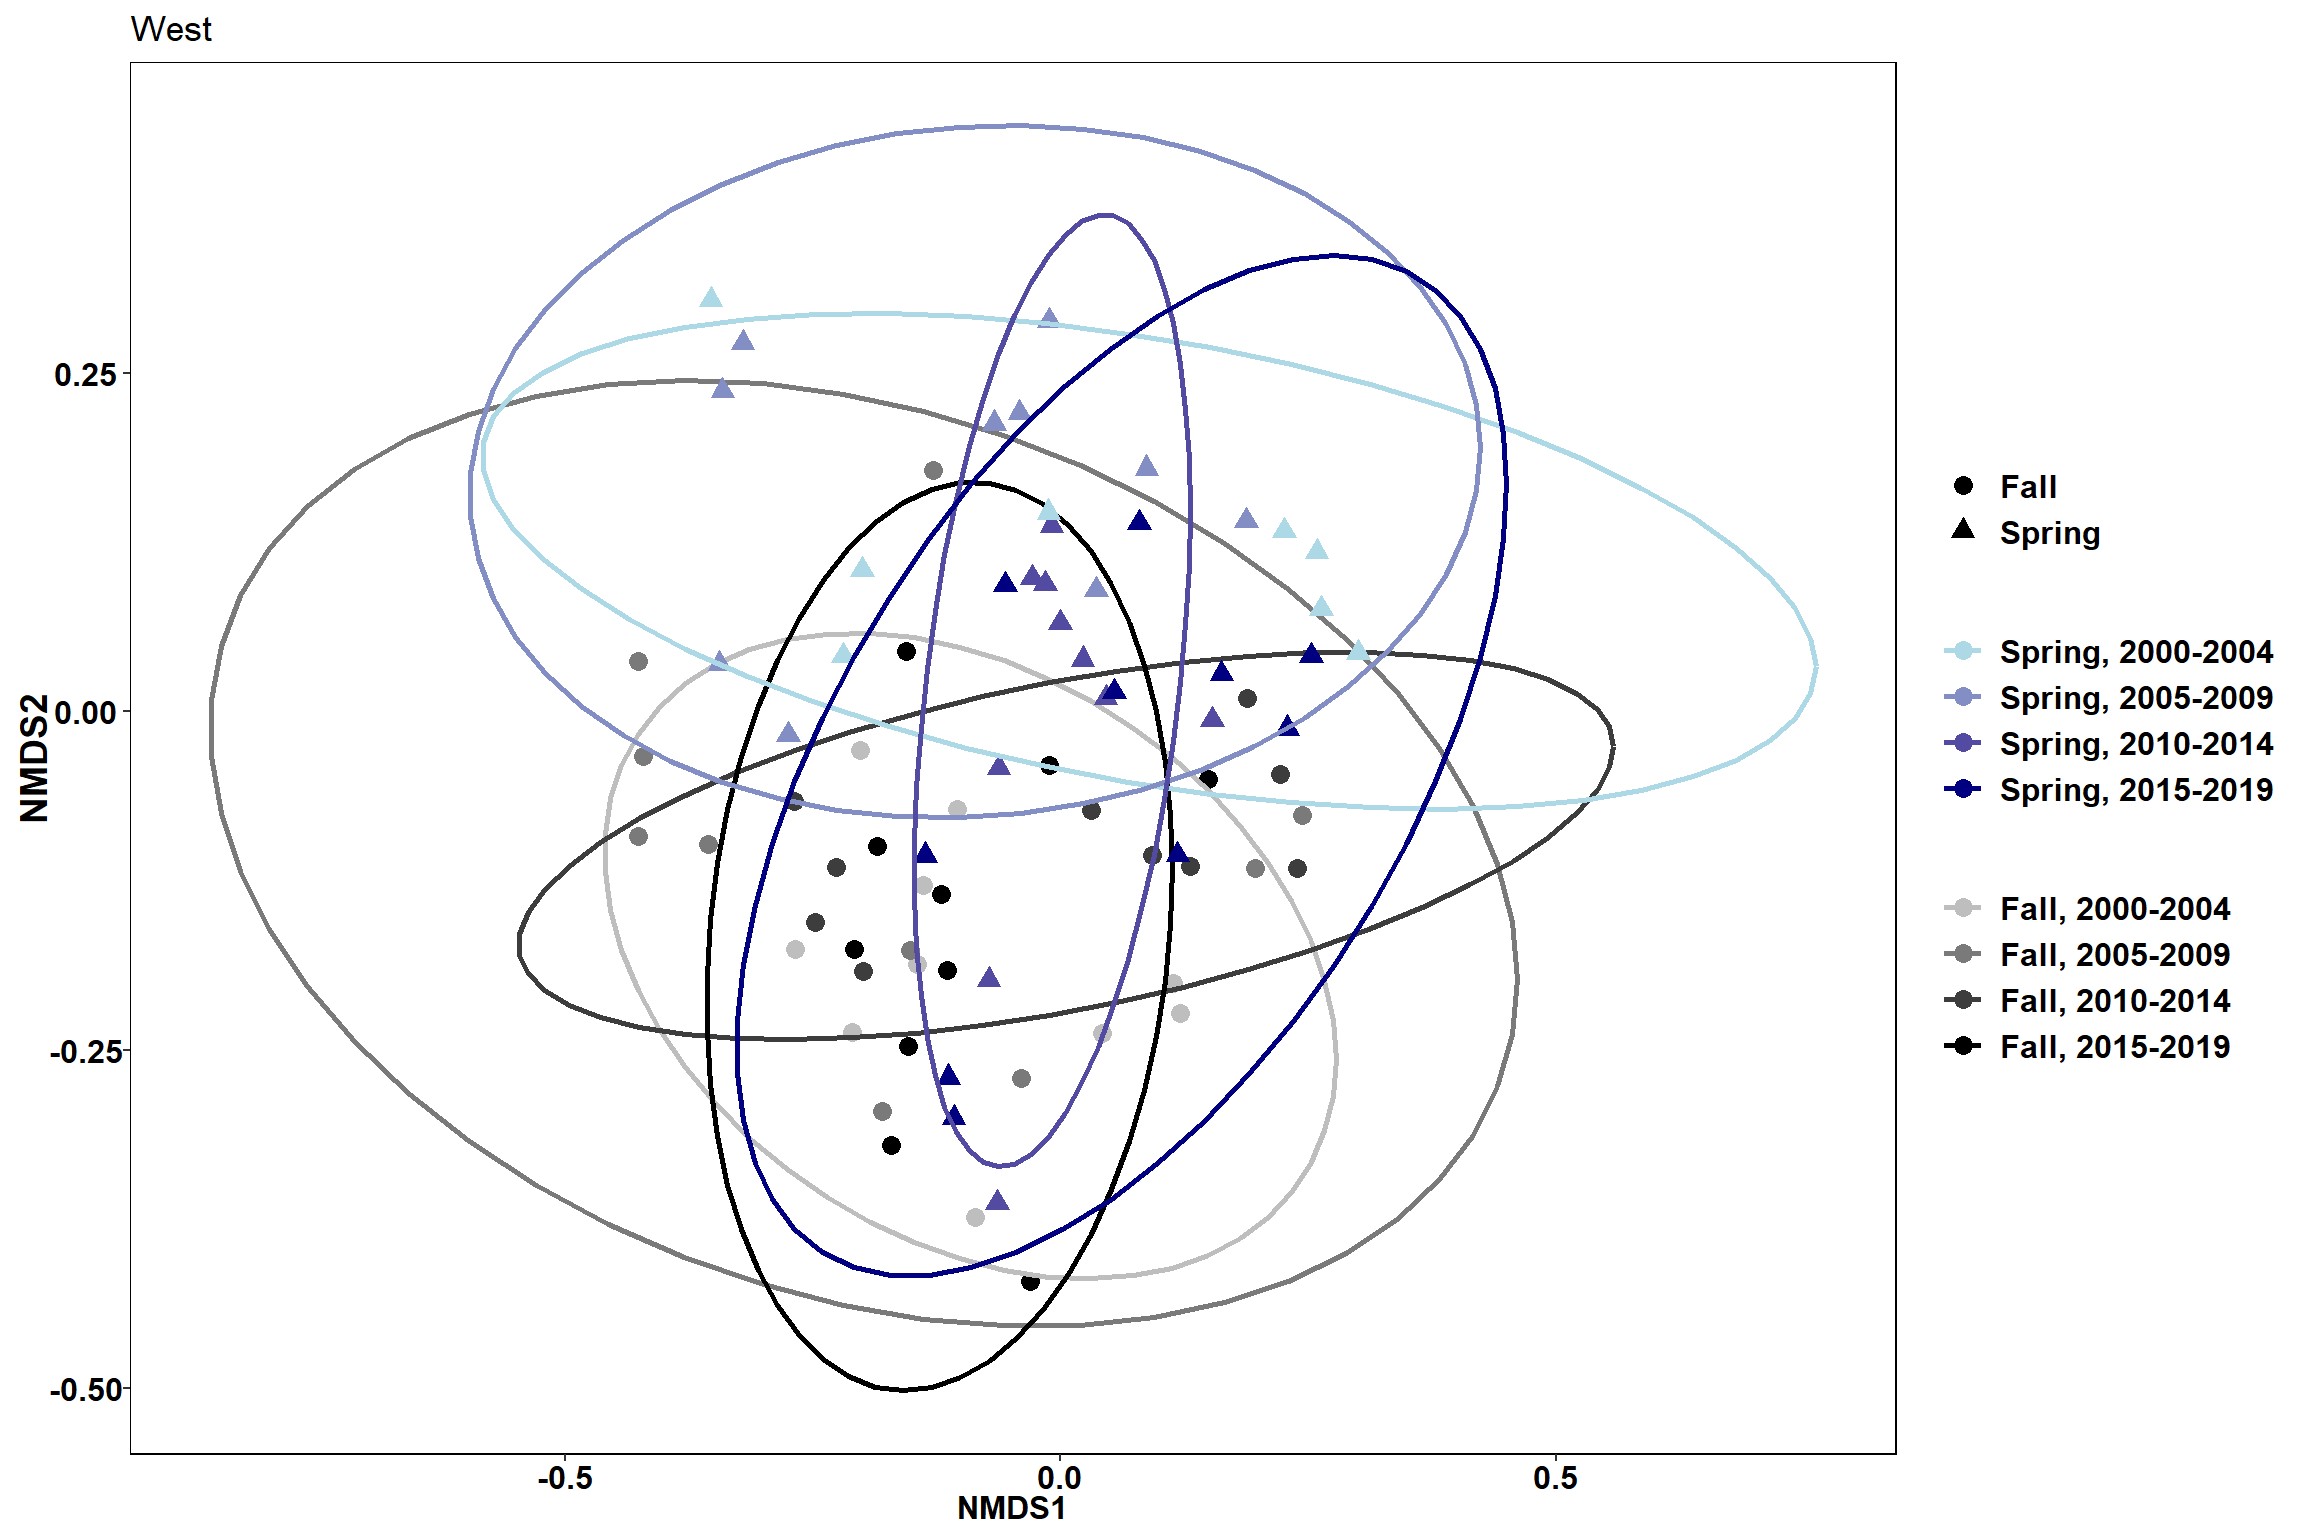 West
NMDS2
0.25
0.00
-0.25
-0.50
-0.5
0.0
0.5
NMDS1
Fall
Spring
Spring, 2000-2004
Spring, 2005-2009
Spring, 2010-2014
Spring, 2015-2019
Fall, 2000-2004
Fall, 2005-2009
Fall, 2010-2014
Fall, 2015-2019